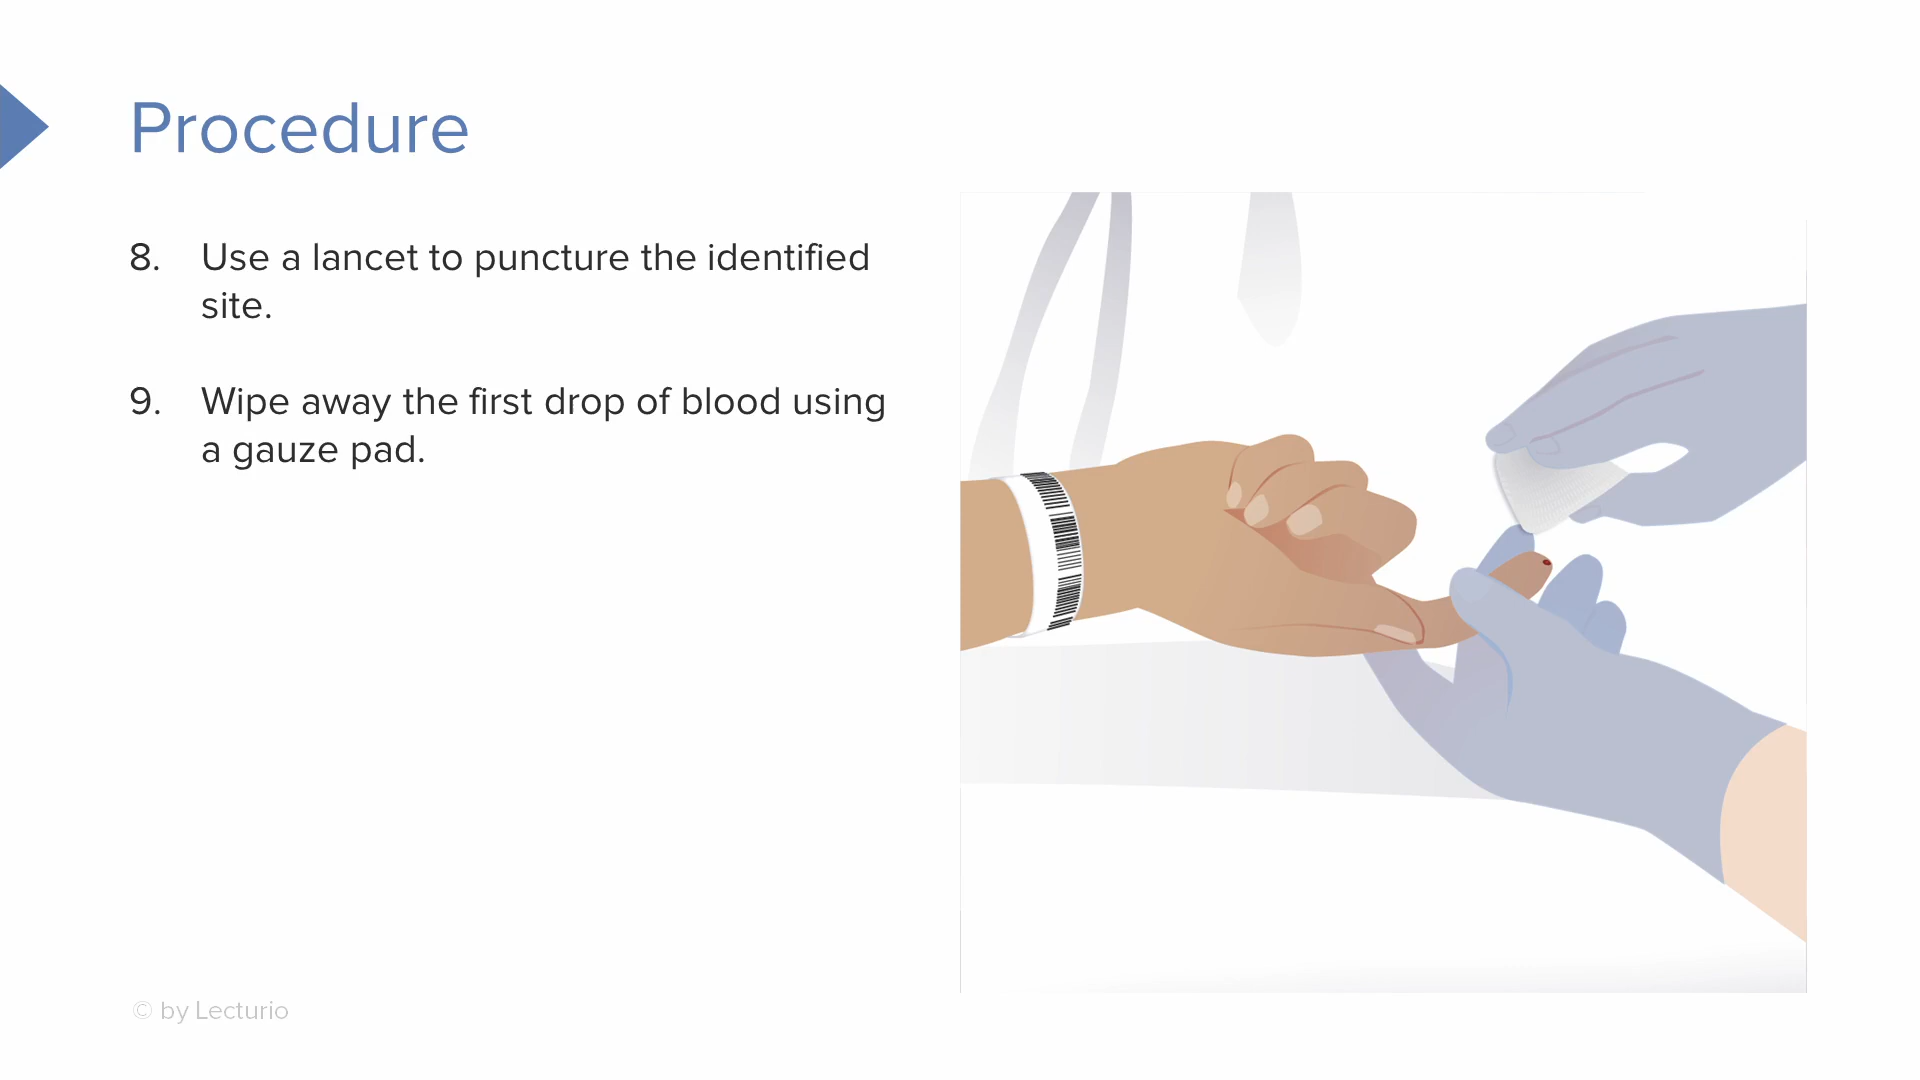 Procedure
8. Use a lancet to puncture the identified
site.
9. Wipe away the first drop of blood using
a gauze pad.
© by Lecturio